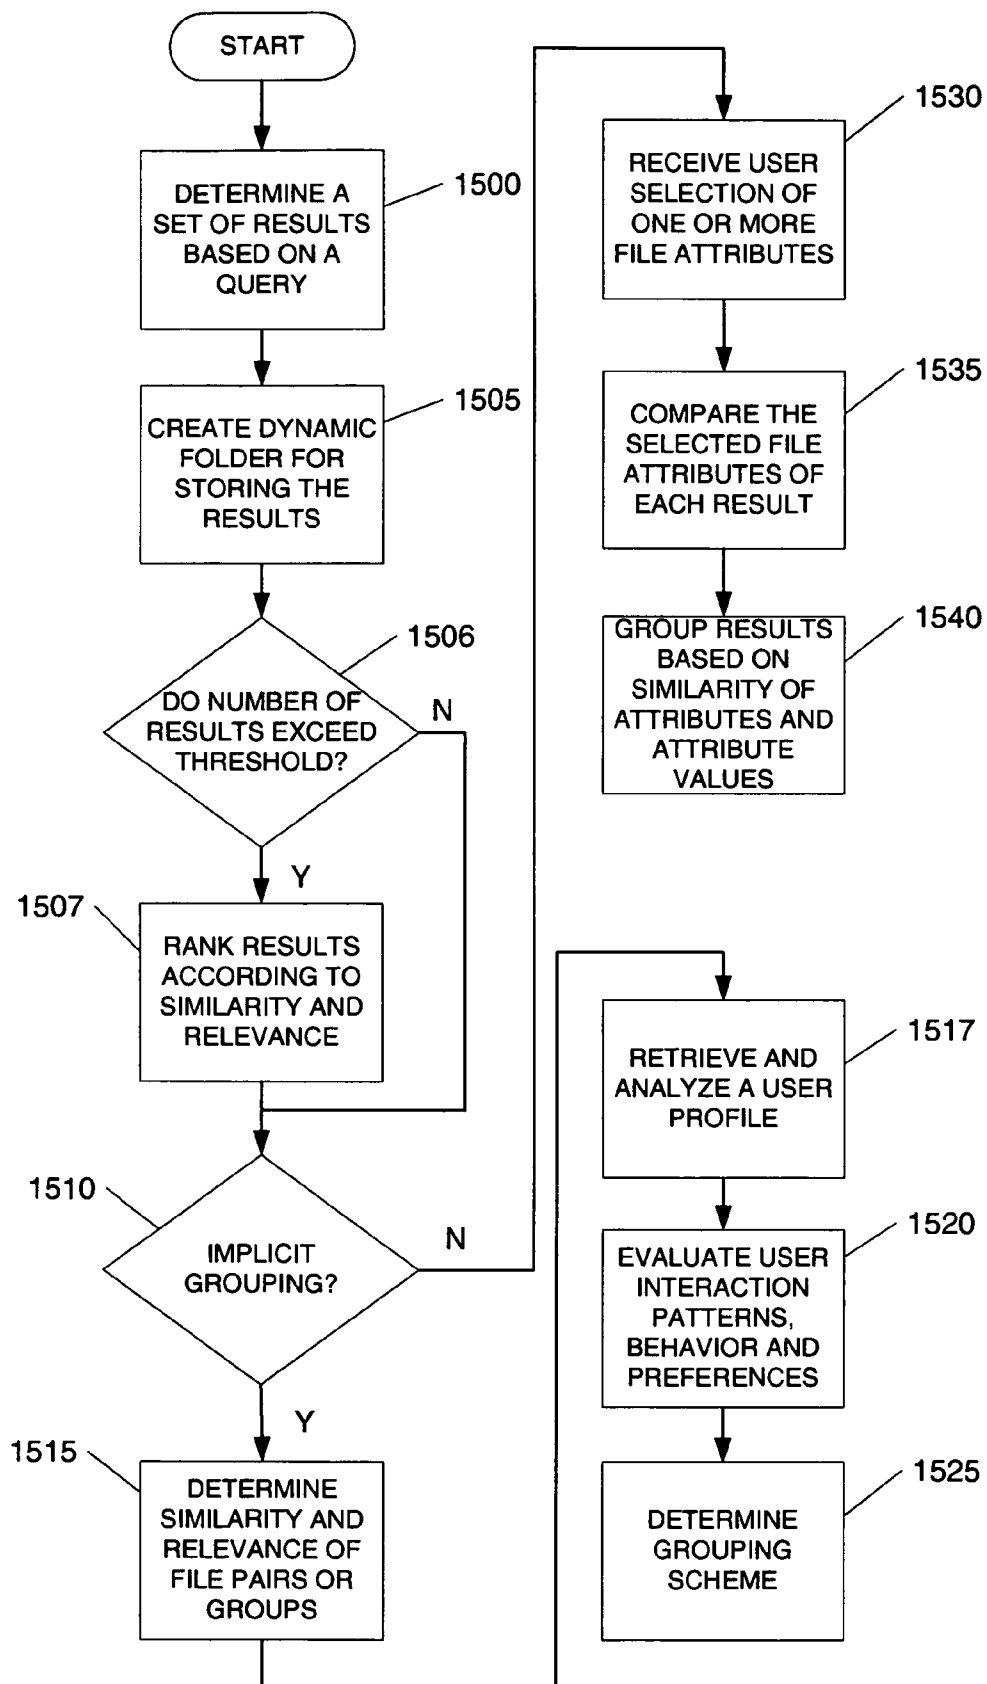 START
DETERMINE A
SET OF RESULTS
BASED ON A
QUERY
1500
CREATE DYNAMIC
FOLDER FOR
STORING THE
RESULTS
1505
DO NUMBER OF
RESULTS EXCEED
THRESHOLD?
1506
N
Y
1507
RANK RESULTS
ACCORDING TO
SIMILARITY AND
RELEVANCE
1510
IMPLICIT
GROUPING?
N
Y
1515
DETERMINE
SIMILARITY AND
RELEVANCE OF
FILE PAIRS OR
GROUPS
1530
RECEIVE USER
SELECTION OF
ONE OR MORE
FILE ATTRIBUTES
1535
COMPARE THE
SELECTED FILE
ATTRIBUTES OF
EACH RESULT
1540
GROUP RESULTS
BASED ON
SIMILARITY OF
ATTRIBUTES AND
ATTRIBUTE
VALUES
1517
RETRIEVE AND
ANALYZE A USER
PROFILE
1520
EVALUATE USER
INTERACTION
PATTERNS,
BEHAVIOR AND
PREFERENCES
1525
DETERMINE
GROUPING
SCHEME